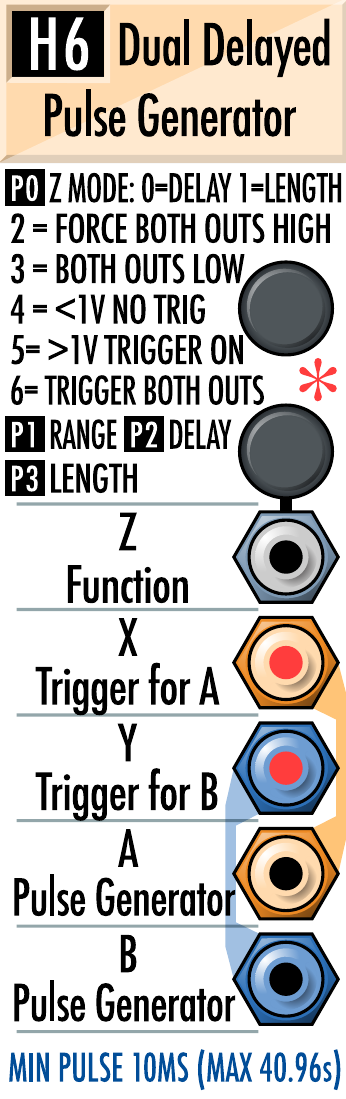 H6 Dual Delayed
Pulse Generator
P0 Z MODE: 0=DELAY 1=LENGTH
2 = FORCE BOTH OUTS HIGH
3 = BOTH OUTS LOW
4 = <1V NO TRIG
5= >1V TRIGGER ON
6= TRIGGER BOTH OUTS *
P1 RANGE P2 DELAY
P3 LENGTH
Z
Function
X
Trigger for A
Y
Trigger for B
A
Pulse Generator
B
Pulse Generator
MIN PULSE 10MS (MAX 40.96s)